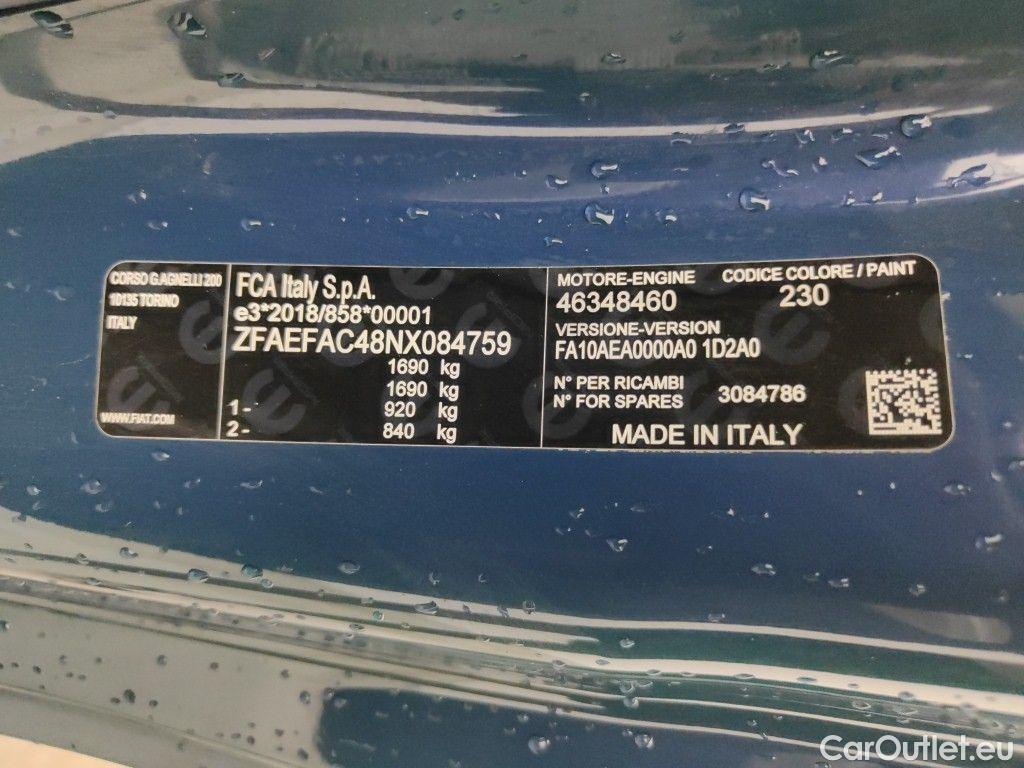 CORSO G.AGNELLI 200
10135 TORINO
ITALY
WWW.FIAT.COM
FCA Italy S.p.A.
e3*2018/858*00001
ZFAEFAC48NX084759
1690 kg
1690 kg
1- 920 kg
2- 840 kg
MOTORE-ENGINE
46348460
CODICE COLORE / PAINT
230
VERSIONE-VERSION
FA10AEA0000A0 1D2A0
N° PER RICAMBI
N° FOR SPARES 3084786
MADE IN ITALY
CarOutlet.eu